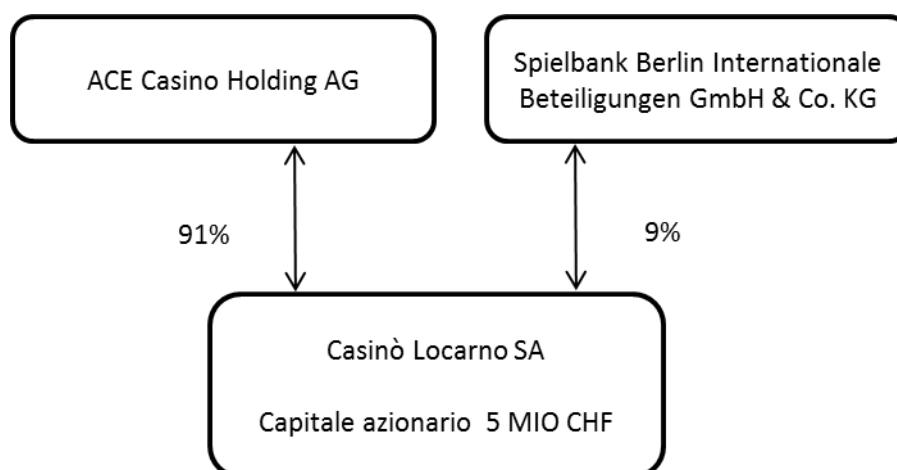 ACE Casino Holding AG
Spielbank Berlin Internationale
Beteiligungen GmbH & Co. KG
91%
9%
Casinò Locarno SA
Capitale azionario 5 MIO CHF